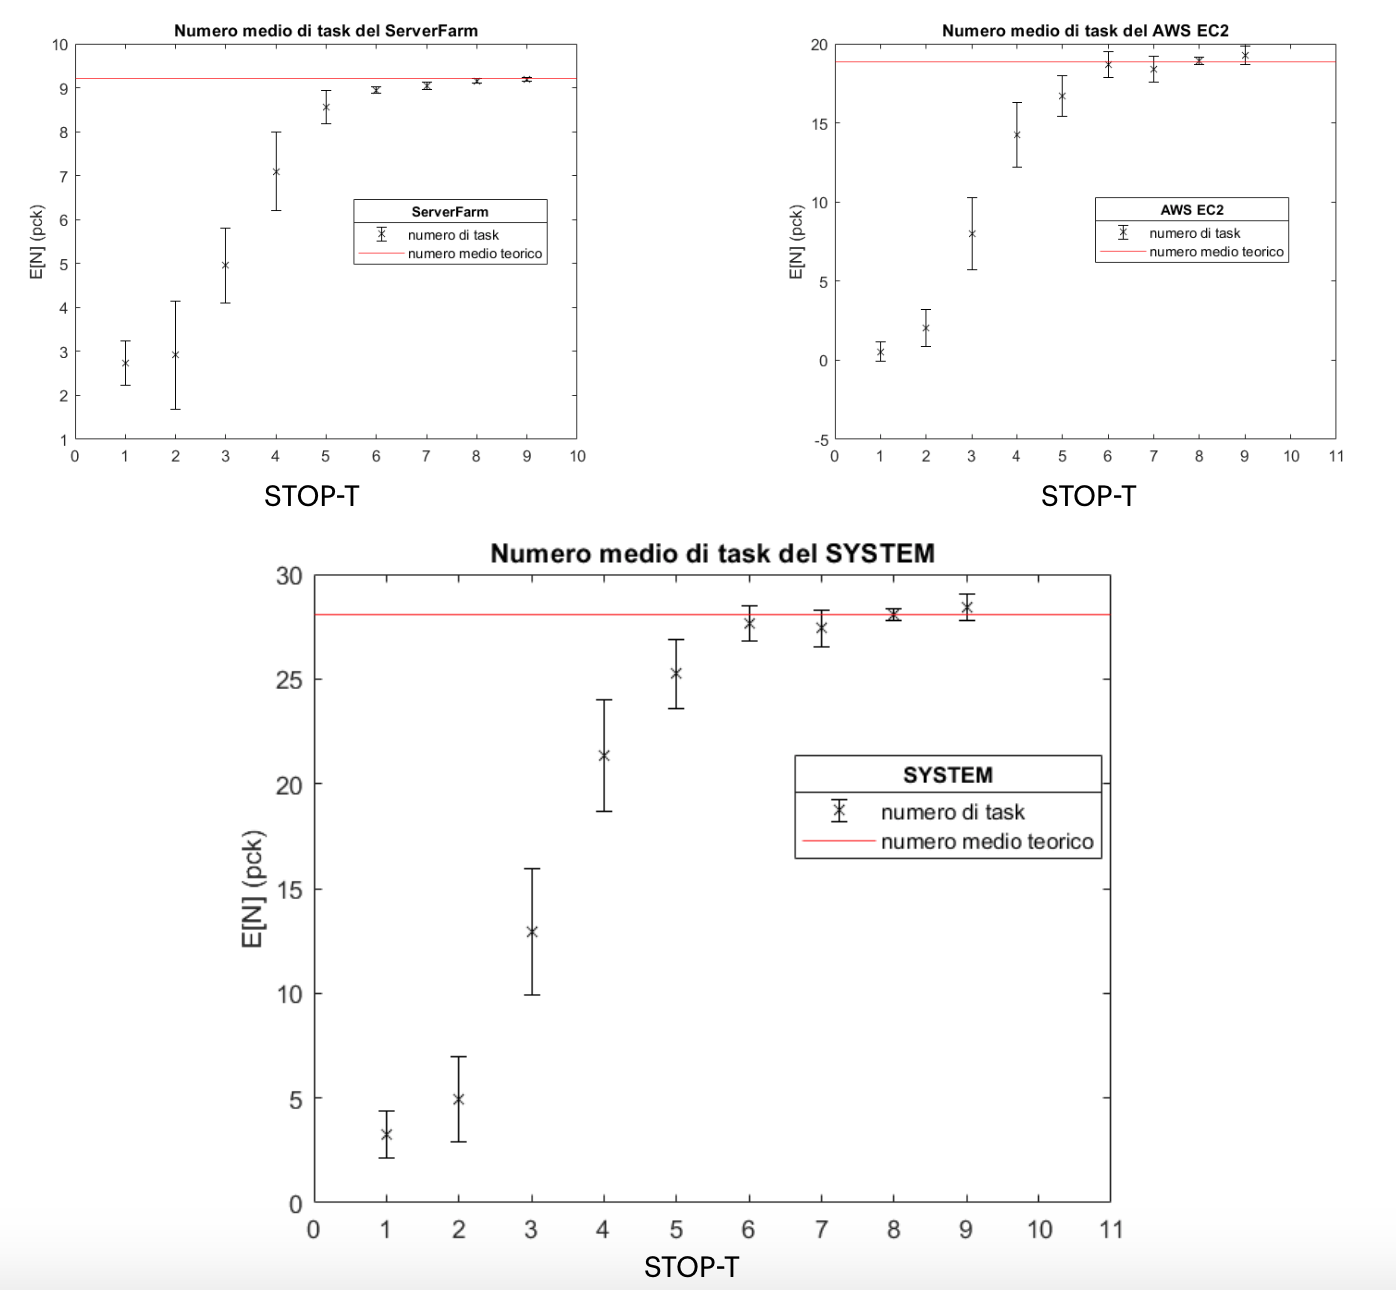 Numero medio di task del ServerFarm
10
9
8
7
6
5
4
3
2
1
E[N] (pck)
ServerFarm
numero di task
numero medio teorico
0 1 2 3 4 5 6 7 8 9 10
STOP-T
Numero medio di task del AWS EC2
20
15
10
5
0
-5
E[N] (pck)
AWS EC2
numero di task
numero medio teorico
0 1 2 3 4 5 6 7 8 9 10 11
STOP-T
Numero medio di task del SYSTEM
30
25
20
15
10
5
0
E[N] (pck)
SYSTEM
numero di task
numero medio teorico
0 1 2 3 4 5 6 7 8 9 10 11
STOP-T